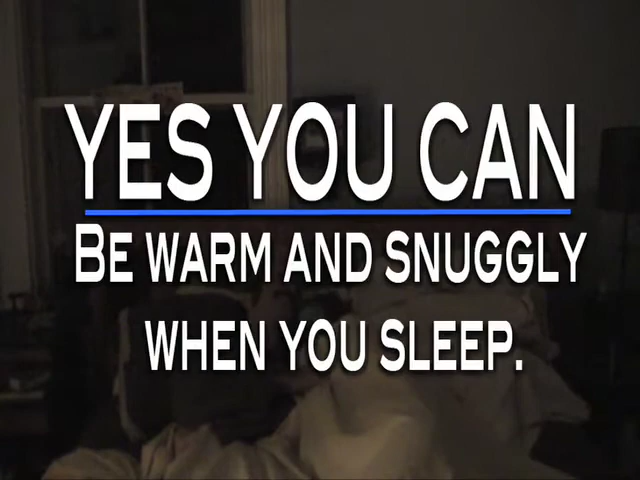 YES YOU CAN
BE WARM AND SNUGGLY
WHEN YOU SLEEP.